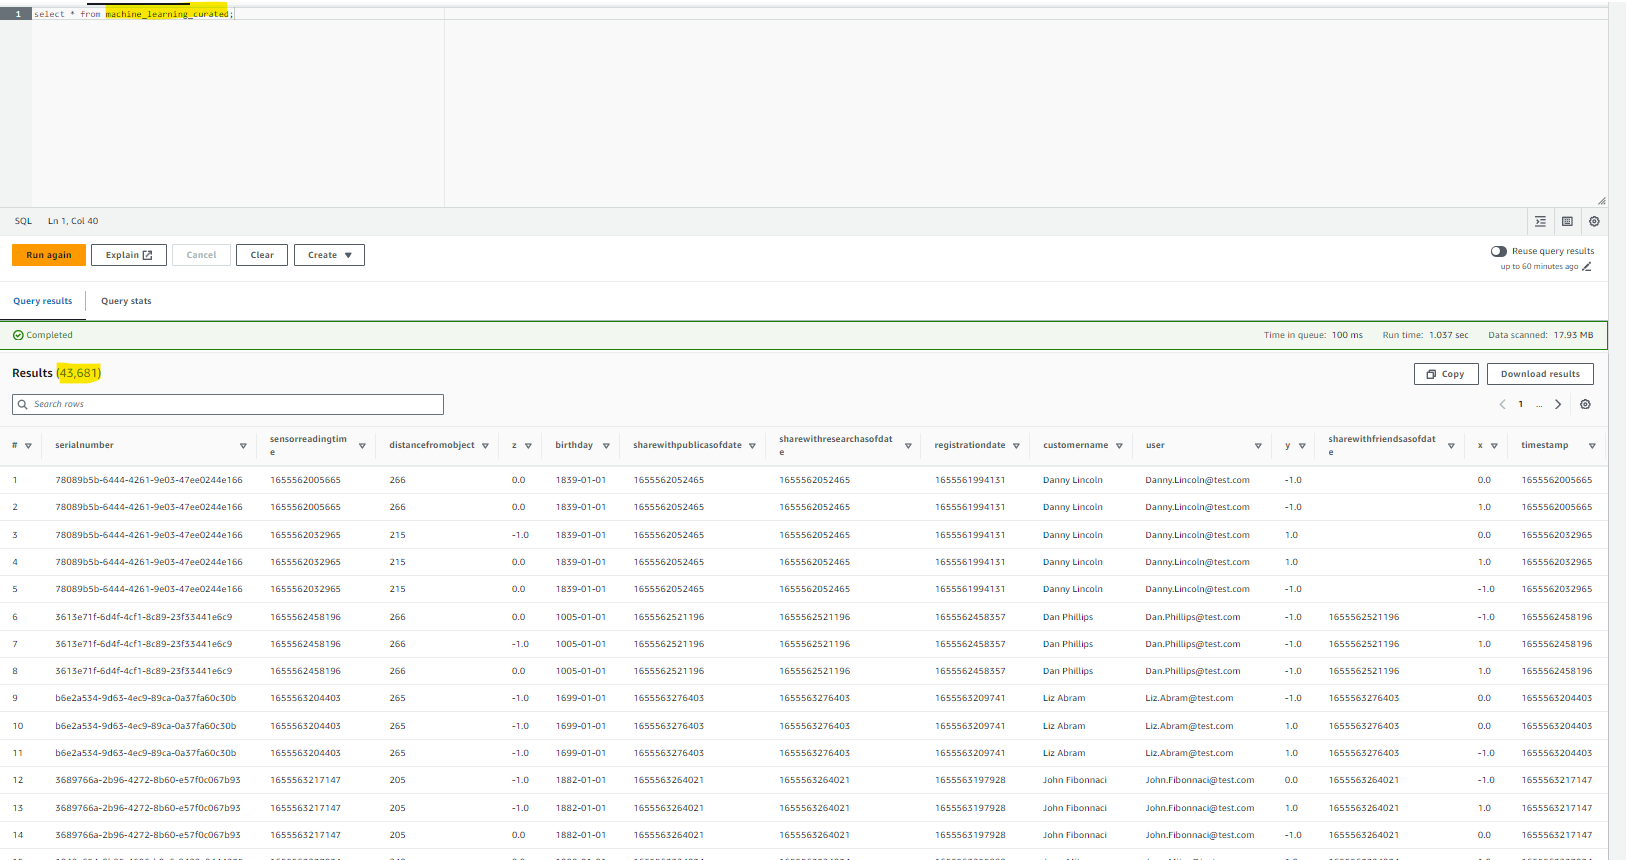 1 select * from machine_learning_curated;
SQL Ln 1, Col 40
Run again Explain Cancel Clear Create Reuse query results
up to 60 minutes ago
Query results Query stats
Completed Time in queue: 100 ms Run time: 1.037 sec Data scanned: 17.93 MB
Results (43,681) Copy Download results
Search rows 1 ...
# serialnumber sensorreadingtime distancefromobject z birthday sharewithpublicasofdate sharewithresearchasofdate registrationdate customername user y sharewithfriendsasofdate x timestamp
1 78089b5b-6444-4261-9e03-47ee0244e166 1655562005665 266 0.0 1839-01-01 1655562052465 1655562052465 1655561994131 Danny Lincoln Danny.Lincoln@test.com -1.0 0.0 1655562005665
2 78089b5b-6444-4261-9e03-47ee0244e166 1655562005665 266 0.0 1839-01-01 1655562052465 1655562052465 1655561994131 Danny Lincoln Danny.Lincoln@test.com -1.0 1.0 1655562005665
3 78089b5b-6444-4261-9e03-47ee0244e166 1655562032965 215 -1.0 1839-01-01 1655562052465 1655562052465 1655561994131 Danny Lincoln Danny.Lincoln@test.com 1.0 0.0 1655562032965
4 78089b5b-6444-4261-9e03-47ee0244e166 1655562032965 215 0.0 1839-01-01 1655562052465 1655562052465 1655561994131 Danny Lincoln Danny.Lincoln@test.com 1.0 1.0 1655562032965
5 78089b5b-6444-4261-9e03-47ee0244e166 1655562032965 215 0.0 1839-01-01 1655562052465 1655562052465 1655561994131 Danny Lincoln Danny.Lincoln@test.com -1.0 -1.0 1655562032965
6 3613e71f-6d4f-4cf1-8c89-23f33441e6c9 1655562458196 266 0.0 1005-01-01 1655562521196 1655562521196 1655562458357 Dan Phillips Dan.Phillips@test.com -1.0 1655562521196 -1.0 1655562458196
7 3613e71f-6d4f-4cf1-8c89-23f33441e6c9 1655562458196 266 -1.0 1005-01-01 1655562521196 1655562521196 1655562458357 Dan Phillips Dan.Phillips@test.com -1.0 1655562521196 1.0 1655562458196
8 3613e71f-6d4f-4cf1-8c89-23f33441e6c9 1655562458196 266 0.0 1005-01-01 1655562521196 1655562521196 1655562458357 Dan Phillips Dan.Phillips@test.com -1.0 1655562521196 1.0 1655562458196
9 b6e2a534-9d63-4ec9-89ca-0a37fa60c30b 1655563204403 265 -1.0 1699-01-01 1655563276403 1655563276403 1655563209741 Liz Abram Liz.Abram@test.com -1.0 1655563276403 0.0 1655563204403
10 b6e2a534-9d63-4ec9-89ca-0a37fa60c30b 1655563204403 265 -1.0 1699-01-01 1655563276403 1655563276403 1655563209741 Liz Abram Liz.Abram@test.com 1.0 1655563276403 0.0 1655563204403
11 b6e2a534-9d63-4ec9-89ca-0a37fa60c30b 1655563204403 265 -1.0 1699-01-01 1655563276403 1655563276403 1655563209741 Liz Abram Liz.Abram@test.com 1.0 1655563276403 -1.0 1655563204403
12 3689766a-2b96-4272-8b60-e57f0c067b93 1655563217147 205 -1.0 1882-01-01 1655563264021 1655563264021 1655563197928 John Fibonnaci John.Fibonnaci@test.com 0.0 1655563264021 -1.0 1655563217147
13 3689766a-2b96-4272-8b60-e57f0c067b93 1655563217147 205 -1.0 1882-01-01 1655563264021 1655563264021 1655563197928 John Fibonnaci John.Fibonnaci@test.com 1.0 1655563264021 1.0 1655563217147
14 3689766a-2b96-4272-8b60-e57f0c067b93 1655563217147 205 0.0 1882-01-01 1655563264021 1655563264021 1655563197928 John Fibonnaci John.Fibonnaci@test.com -1.0 1655563264021 0.0 1655563217147